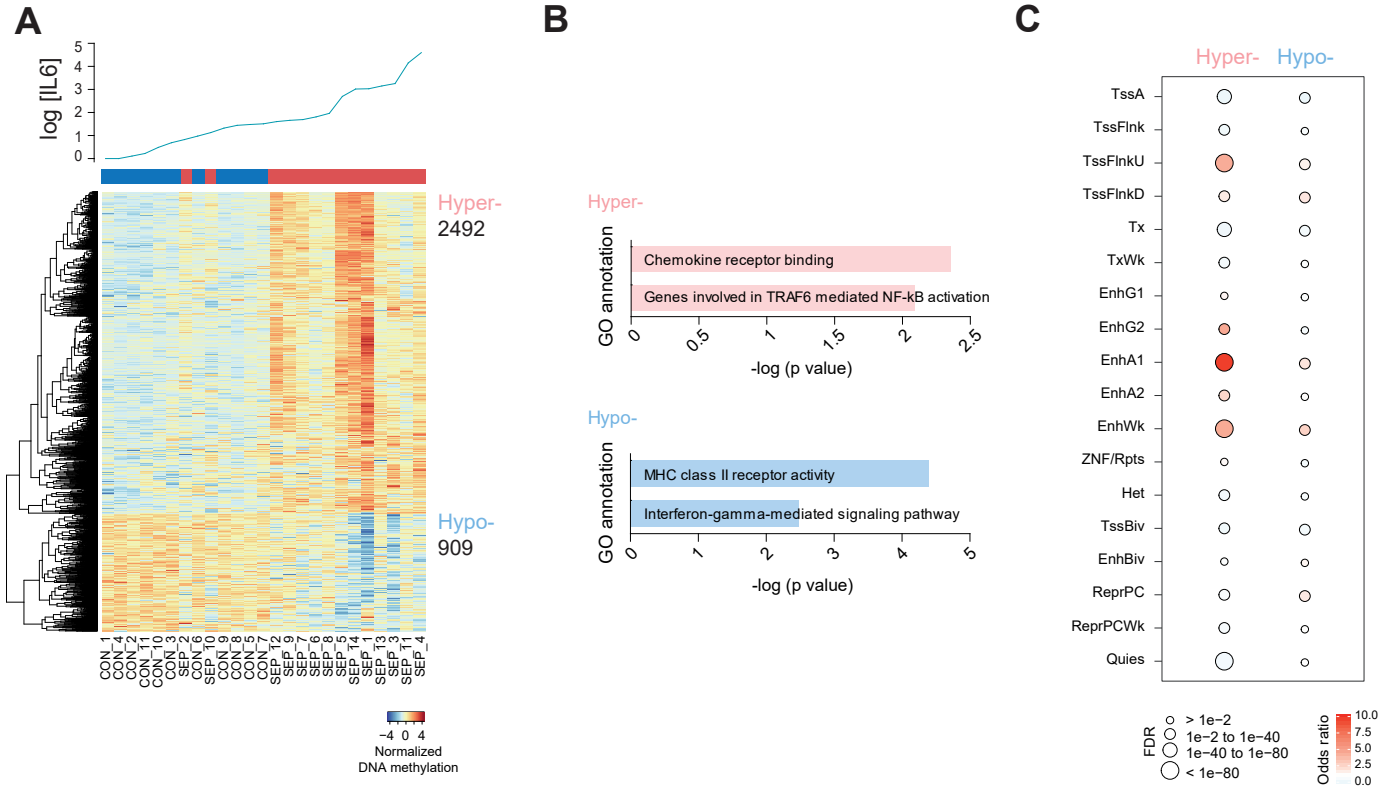 A
B
C
5
4
3
2
1
0
log [IL6]
Hyper-
2492
Hypo-
909
CON_1
CON_4
CON_2
CON_11
CON_10
CON_3
SEP_2
CON_6
SEP_10
CON_9
CON_8
CON_5
CON_7
SEP_12
SEP_9
SEP_7
SEP_6
SEP_8
SEP_5
SEP_14
SEP_1
SEP_13
SEP_3
SEP_11
SEP_4
−4 0 4
Normalized
DNA methylation
Hyper-
GO annotation
Chemokine receptor binding
Genes involved in TRAF6 mediated NF-kB activation
0 0.5 1 1.5 2 2.5
-log (p value)
Hypo-
GO annotation
MHC class II receptor activity
Interferon-gamma-mediated signaling pathway
0 1 2 3 4 5
-log (p value)
Hyper- Hypo-
TssA
TssFlnk
TssFlnkU
TssFlnkD
Tx
TxWk
EnhG1
EnhG2
EnhA1
EnhA2
EnhWk
ZNF/Rpts
Het
TssBiv
EnhBiv
ReprPC
ReprPCWk
Quies
FDR
> 1e−2
1e−2 to 1e−40
1e−40 to 1e−80
< 1e−80
Odds ratio
10.0
7.5
5.0
2.5
0.0